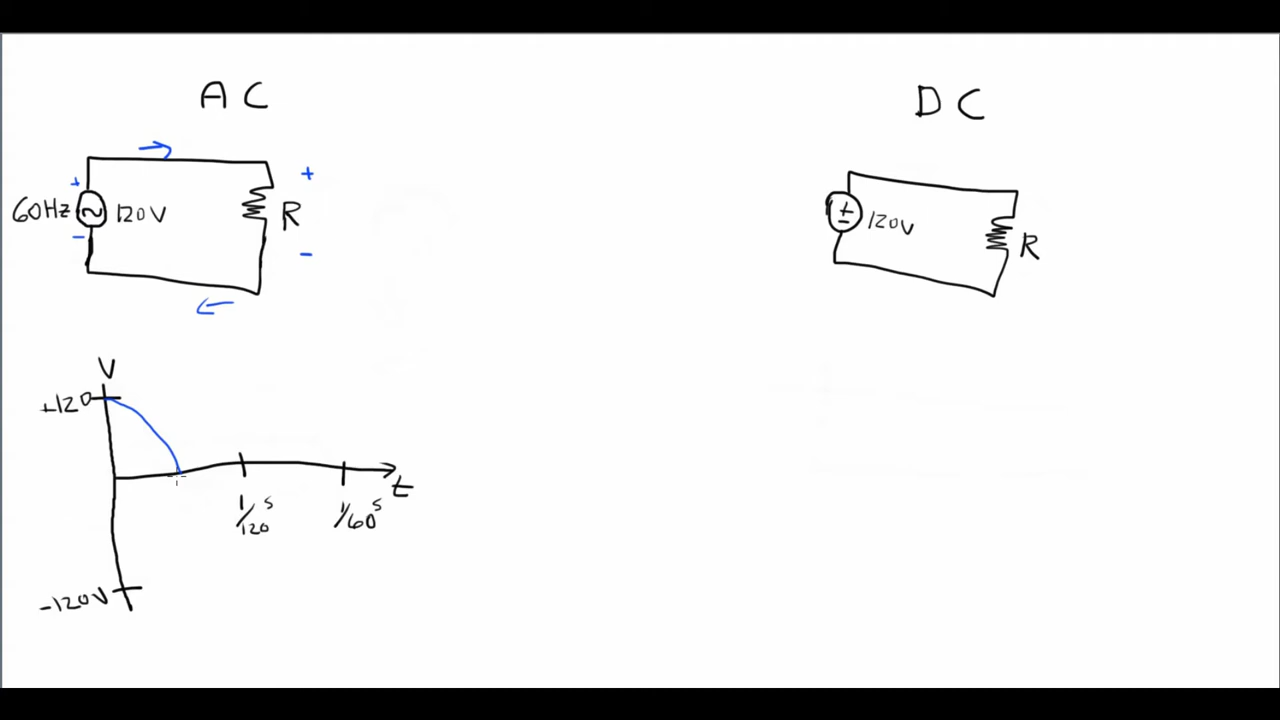 AC
DC
+
+
60Hz ~ 120V
R
-
-
± 120V
R
V
+120
t
1/120 s
1/60 s
-120V